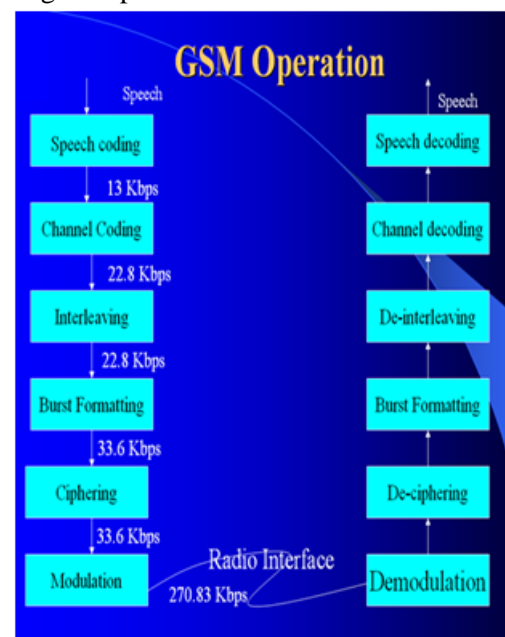 GSM Operation
Speech
Speech coding
13 Kbps
Channel Coding
22.8 Kbps
Interleaving
22.8 Kbps
Burst Formatting
33.6 Kbps
Ciphering
33.6 Kbps
Modulation
Radio Interface
270.83 Kbps
Speech
Speech decoding
Channel decoding
De-interleaving
Burst Formatting
De-ciphering
Demodulation